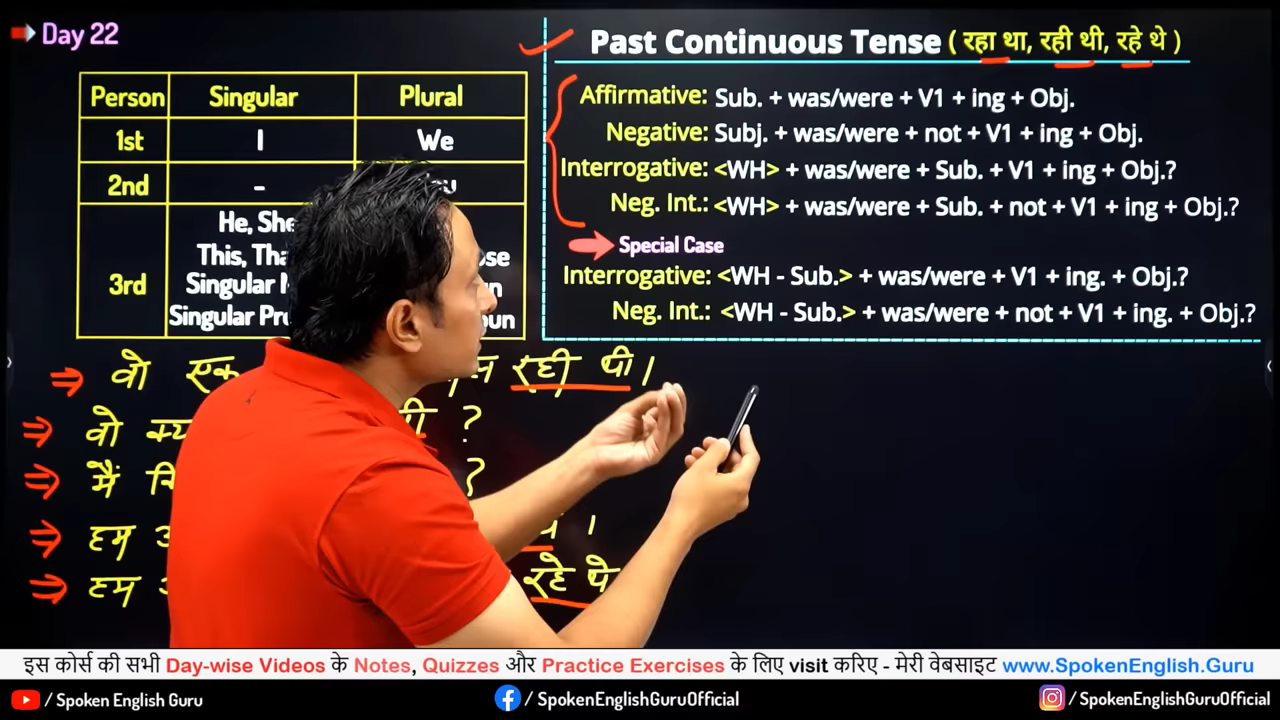 Day 22
Past Continuous Tense ( रहा था, रही थी, रहे थे )
Person Singular Plural
1st I We
2nd -
3rd
He, She
This, Tha
Singular
Singular Pr
Affirmative: Sub. + was/were + V1 + ing + Obj.
Negative: Subj. + was/were + not + V1 + ing + Obj.
Interrogative: <WH> + was/were + Sub. + V1 + ing + Obj.?
Neg. Int.: <WH> + was/were + Sub. + not + V1 + ing + Obj.?
Special Case
Interrogative: <WH - Sub.> + was/were + V1 + ing. + Obj.?
Neg. Int.: <WH - Sub.> + was/were + not + V1 + ing. + Obj.?
वो एक रही थी।
वो ?
मैं ?
हम ।
हम रहे थे
इस कोर्स की सभी Day-wise Videos के Notes, Quizzes और Practice Exercises के लिए visit करिए - मेरी वेबसाइट www.SpokenEnglish.Guru
/ Spoken English Guru
/ SpokenEnglishGuruOfficial
/ SpokenEnglishGuruOfficial